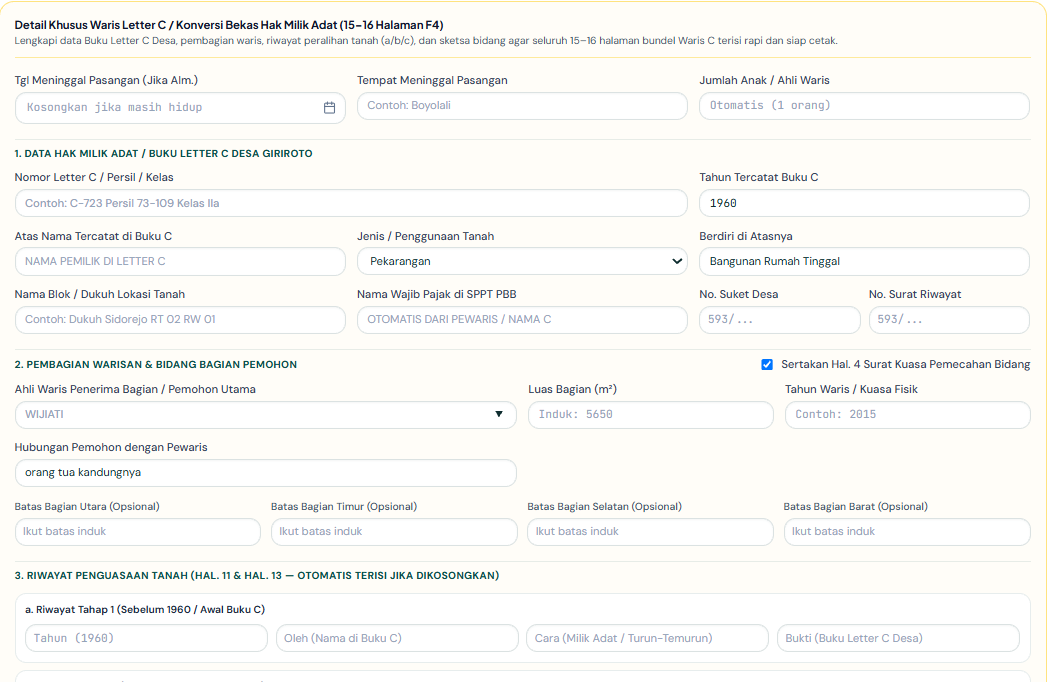 Detail Khusus Waris Letter C / Konversi Bekas Hak Milik Adat (15–16 Halaman F4)
Lengkapi data Buku Letter C Desa, pembagian waris, riwayat peralihan tanah (a/b/c), dan sketsa bidang agar seluruh 15–16 halaman bundel Waris C terisi rapi dan siap cetak.
Tgl Meninggal Pasangan (Jika Alm.) Tempat Meninggal Pasangan Jumlah Anak / Ahli Waris
Kosongkan jika masih hidup Contoh: Boyolali Otomatis (1 orang)
1. DATA HAK MILIK ADAT / BUKU LETTER C DESA GIRIROTO
Nomor Letter C / Persil / Kelas Tahun Tercatat Buku C
Contoh: C-723 Persil 73-109 Kelas IIa 1960
Atas Nama Tercatat di Buku C Jenis / Penggunaan Tanah Berdiri di Atasnya
NAMA PEMILIK DI LETTER C Pekarangan Bangunan Rumah Tinggal
Nama Blok / Dukuh Lokasi Tanah Nama Wajib Pajak di SPPT PBB No. Suket Desa No. Surat Riwayat
Contoh: Dukuh Sidorejo RT 02 RW 01 OTOMATIS DARI PEWARIS / NAMA C 593/... 593/...
2. PEMBAGIAN WARISAN & BIDANG BAGIAN PEMOHON Sertakan Hal. 4 Surat Kuasa Pemecahan Bidang
Ahli Waris Penerima Bagian / Pemohon Utama Luas Bagian (m²) Tahun Waris / Kuasa Fisik
WIJIATI Induk: 5650 Contoh: 2015
Hubungan Pemohon dengan Pewaris
orang tua kandungnya
Batas Bagian Utara (Opsional) Batas Bagian Timur (Opsional) Batas Bagian Selatan (Opsional) Batas Bagian Barat (Opsional)
Ikut batas induk Ikut batas induk Ikut batas induk Ikut batas induk
3. RIWAYAT PENGUASAAN TANAH (HAL. 11 & HAL. 13 — OTOMATIS TERISI JIKA DIKOSONGKAN)
a. Riwayat Tahap 1 (Sebelum 1960 / Awal Buku C)
Tahun (1960) Oleh (Nama di Buku C) Cara (Milik Adat / Turun-Temurun) Bukti (Buku Letter C Desa)